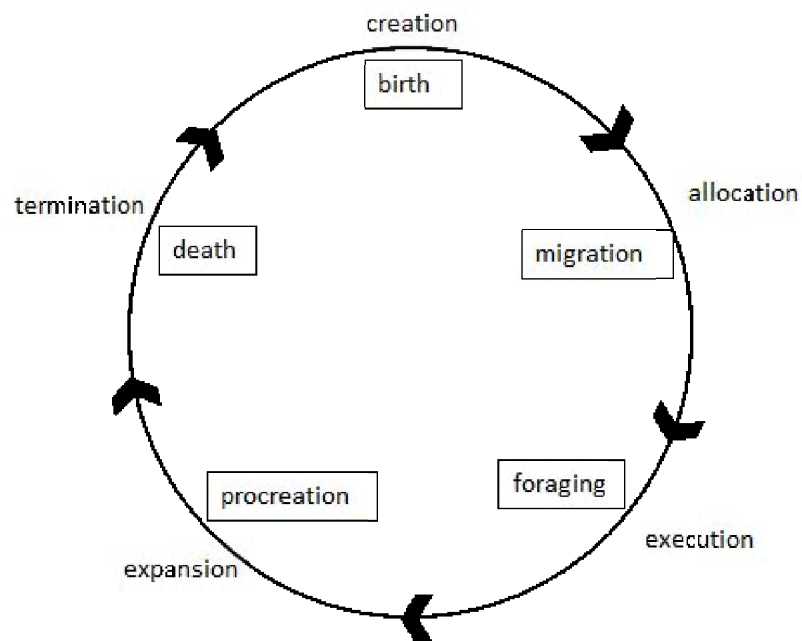 creation
birth
allocation
migration
execution
foraging
expansion
procreation
termination
death